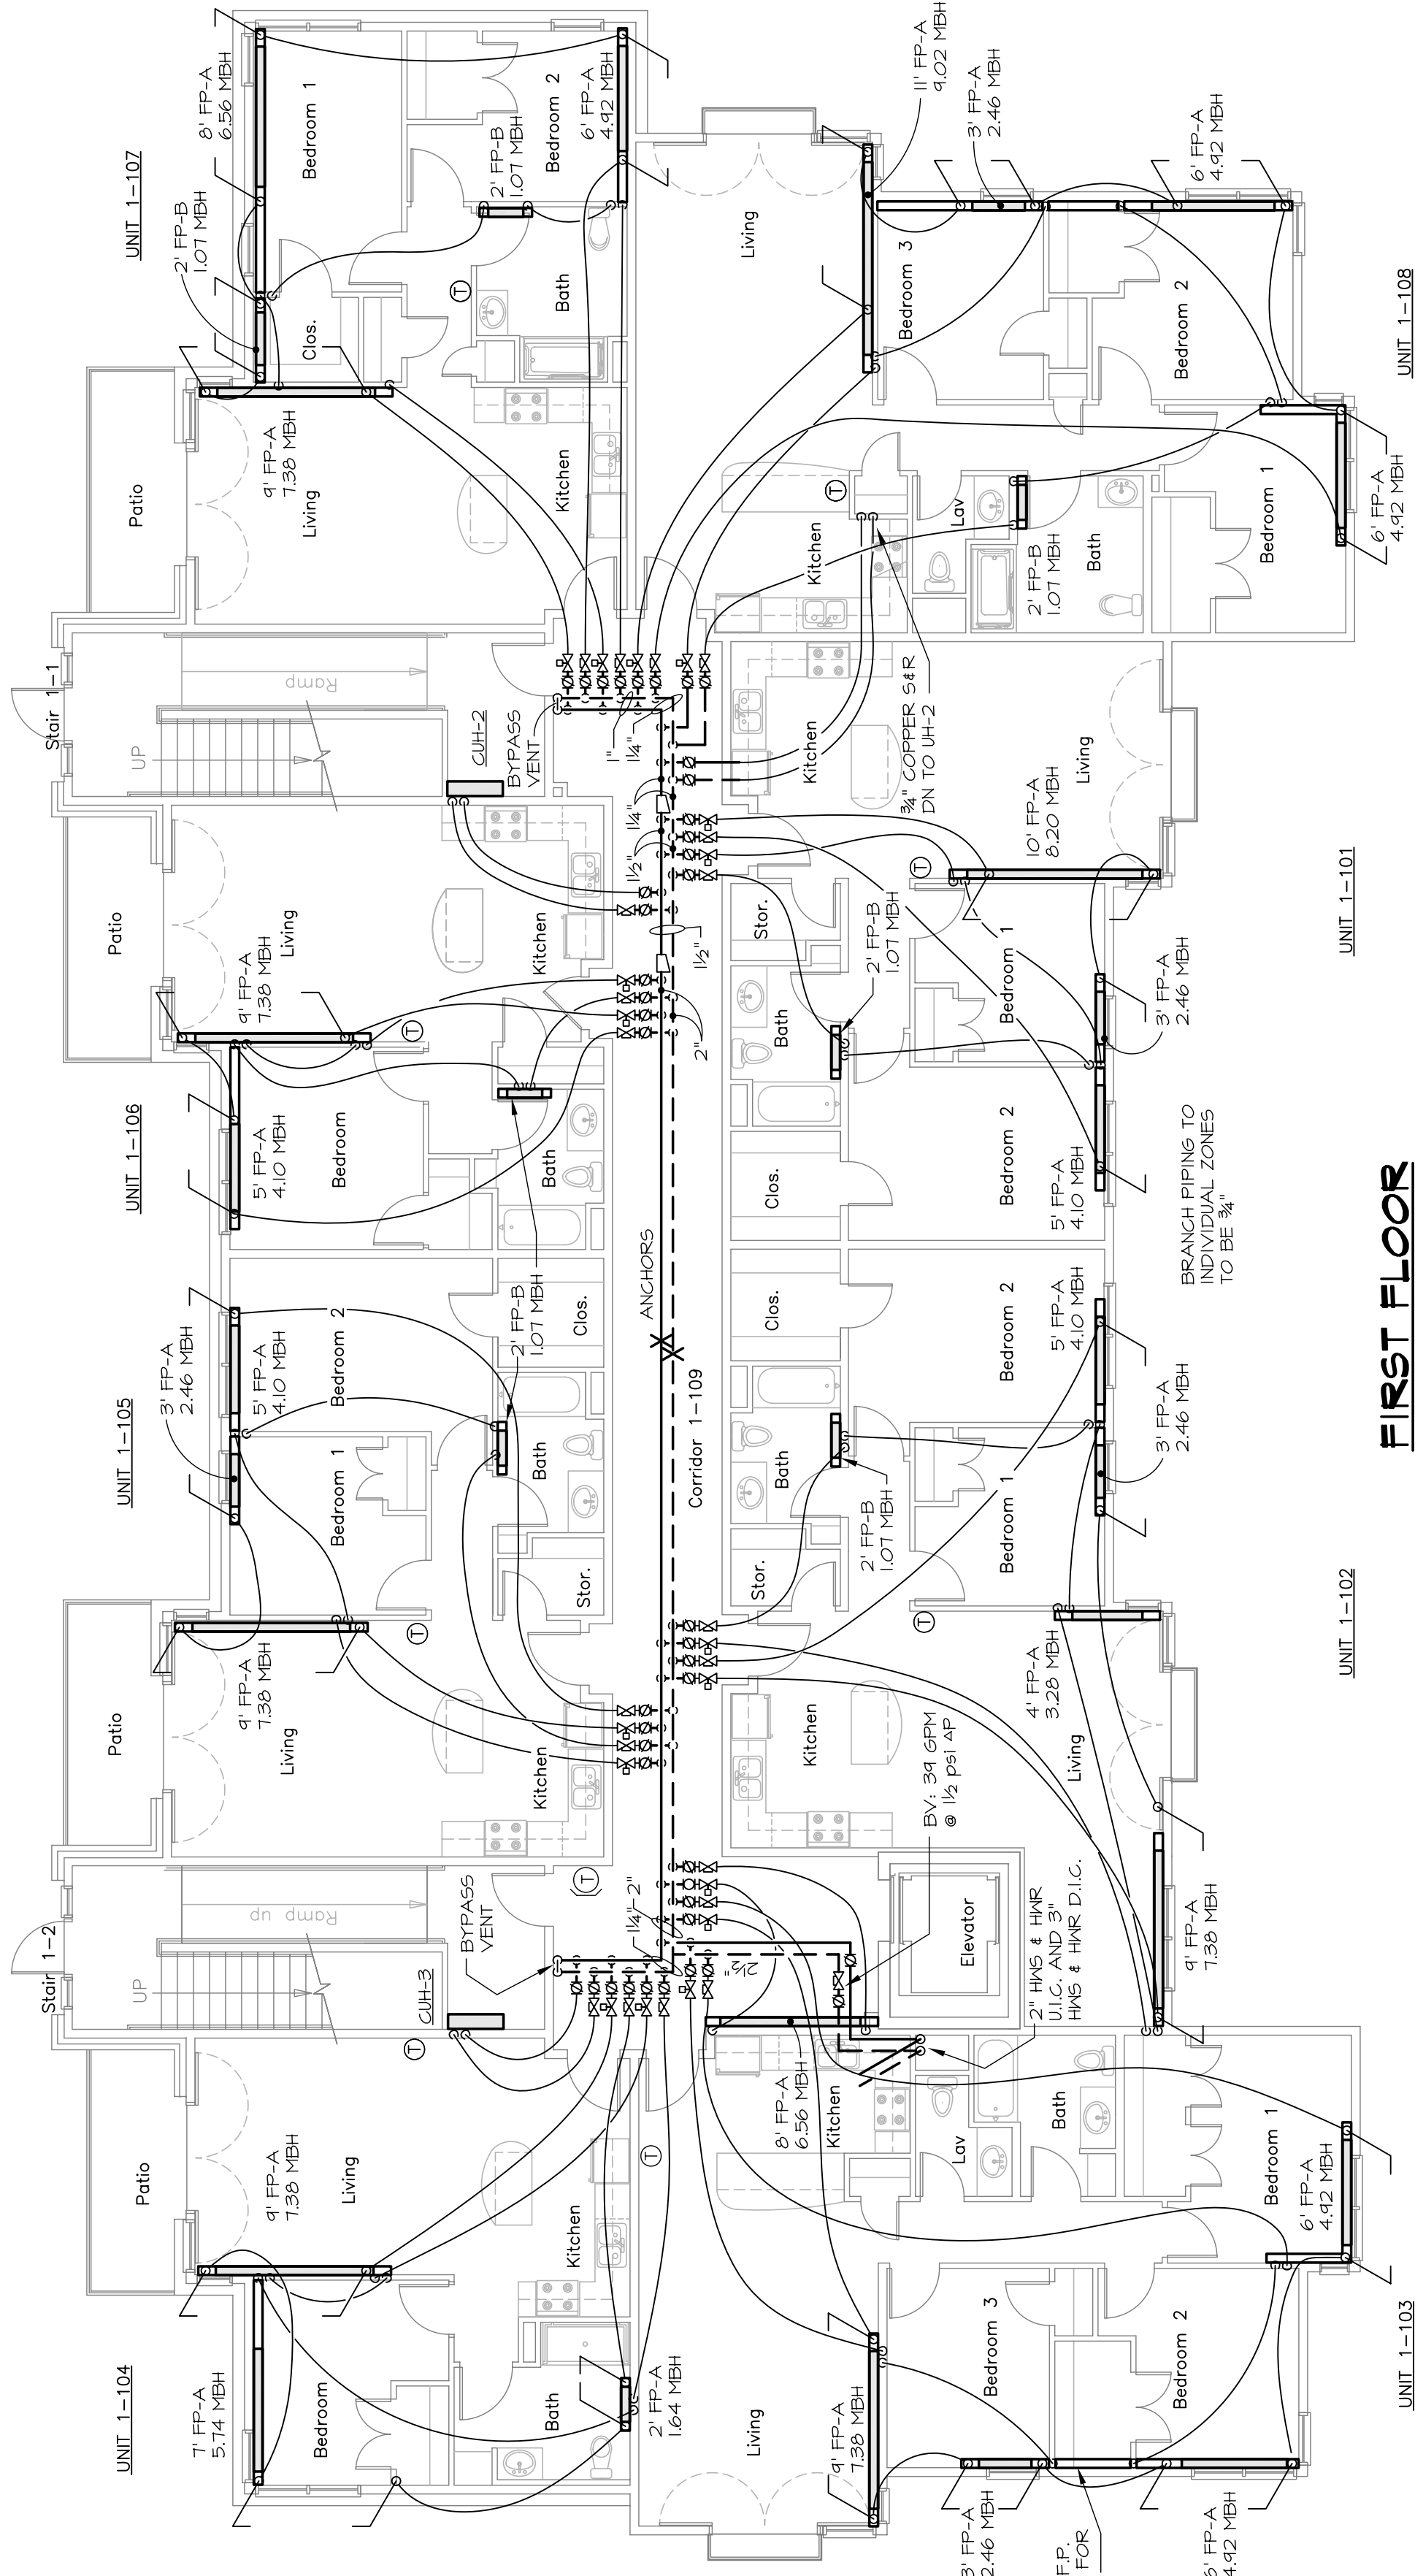 UNIT 1-107
8' FP-A
6.56 MBH
Bedroom 1
2' FP-B
1.07 MBH
Clos.
2' FP-B
1.07 MBH
Bedroom 2
6' FP-A
4.92 MBH
T
Bath
Patio
9' FP-A
7.38 MBH
Living
Kitchen
Living
11' FP-A
9.02 MBH
3' FP-A
2.46 MBH
6' FP-A
4.92 MBH
Bedroom 3
Bedroom 2
UNIT 1-108
T
Kitchen
Lav
2' FP-B
1.07 MBH
Bath
Bedroom 1
6' FP-A
4.92 MBH
Stair 1-1
Ramp
UP
CUH-2
BYPASS
VENT
1"
1¼"
1¼"
1½"
1½"
2"
¾" COPPER S&R
DN TO UH-2
Kitchen
Living
10' FP-A
8.20 MBH
T
UNIT 1-101
Patio
Living
9' FP-A
7.38 MBH
Kitchen
T
UNIT 1-106
5' FP-A
4.10 MBH
Bedroom
Bath
2' FP-B
1.07 MBH
Stor.
Bath
2' FP-B
1.07 MBH
Bedroom 1
3' FP-A
2.46 MBH
Clos.
Bedroom 2
5' FP-A
4.10 MBH
BRANCH PIPING TO
INDIVIDUAL ZONES
TO BE ¾"
ANCHORS
Corridor 1-109
UNIT 1-105
3' FP-A
2.46 MBH
5' FP-A
4.10 MBH
Bedroom 2
Clos.
Bedroom 1
Bath
Stor.
T
9' FP-A
7.38 MBH
Patio
Living
Kitchen
Clos.
Bedroom 2
5' FP-A
4.10 MBH
Bath
2' FP-B
1.07 MBH
Bedroom 1
3' FP-A
2.46 MBH
Stor.
T
UNIT 1-102
4' FP-A
3.28 MBH
Living
Kitchen
BV: 39 GPM
@ 1½ psi ΔP
9' FP-A
7.38 MBH
Elevator
2" HWS & HWR
U.I.C. AND 3"
HWS & HWR D.I.C.
Stair 1-2
Ramp up
UP
CUH-3
BYPASS
VENT
T
T
1¼"
2"
2½"
Patio
9' FP-A
7.38 MBH
Living
Kitchen
T
UNIT 1-104
7' FP-A
5.74 MBH
Bedroom
Bath
2' FP-A
1.64 MBH
8' FP-A
6.56 MBH
Kitchen
Lav
Bath
Bedroom 1
6' FP-A
4.92 MBH
Living
9' FP-A
7.38 MBH
Bedroom 3
Bedroom 2
3' FP-A
2.46 MBH
F.P.
FOR
6' FP-A
4.92 MBH
UNIT 1-103
FIRST FLOOR